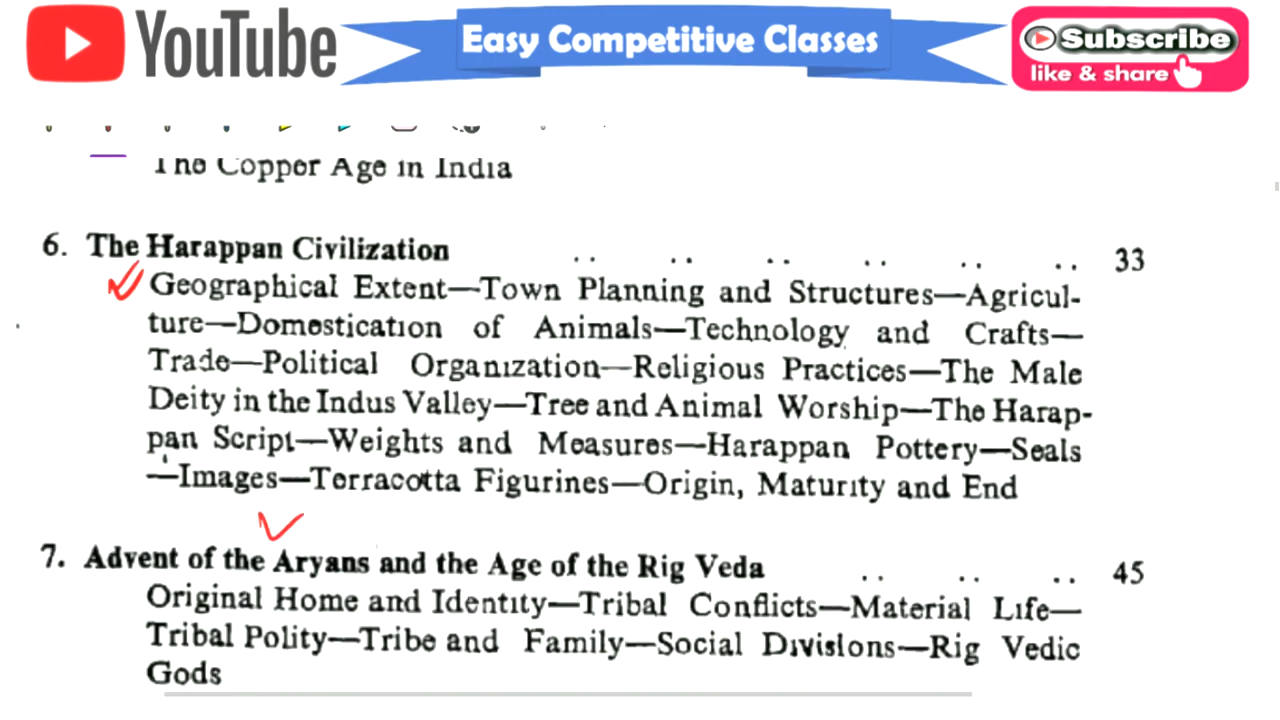 YouTube
Easy Competitive Classes
Subscribe
like & share
The Copper Age in India
6. The Harappan Civilization .. .. .. .. .. .. 33
Geographical Extent—Town Planning and Structures—Agricul-
ture—Domestication of Animals—Technology and Crafts—
Trade—Political Organization—Religious Practices—The Male
Deity in the Indus Valley—Tree and Animal Worship—The Harap-
pan Script—Weights and Measures—Harappan Pottery—Seals
—Images—Terracotta Figurines—Origin, Maturity and End
7. Advent of the Aryans and the Age of the Rig Veda .. .. .. 45
Original Home and Identity—Tribal Conflicts—Material Life—
Tribal Polity—Tribe and Family—Social Divisions—Rig Vedic
Gods